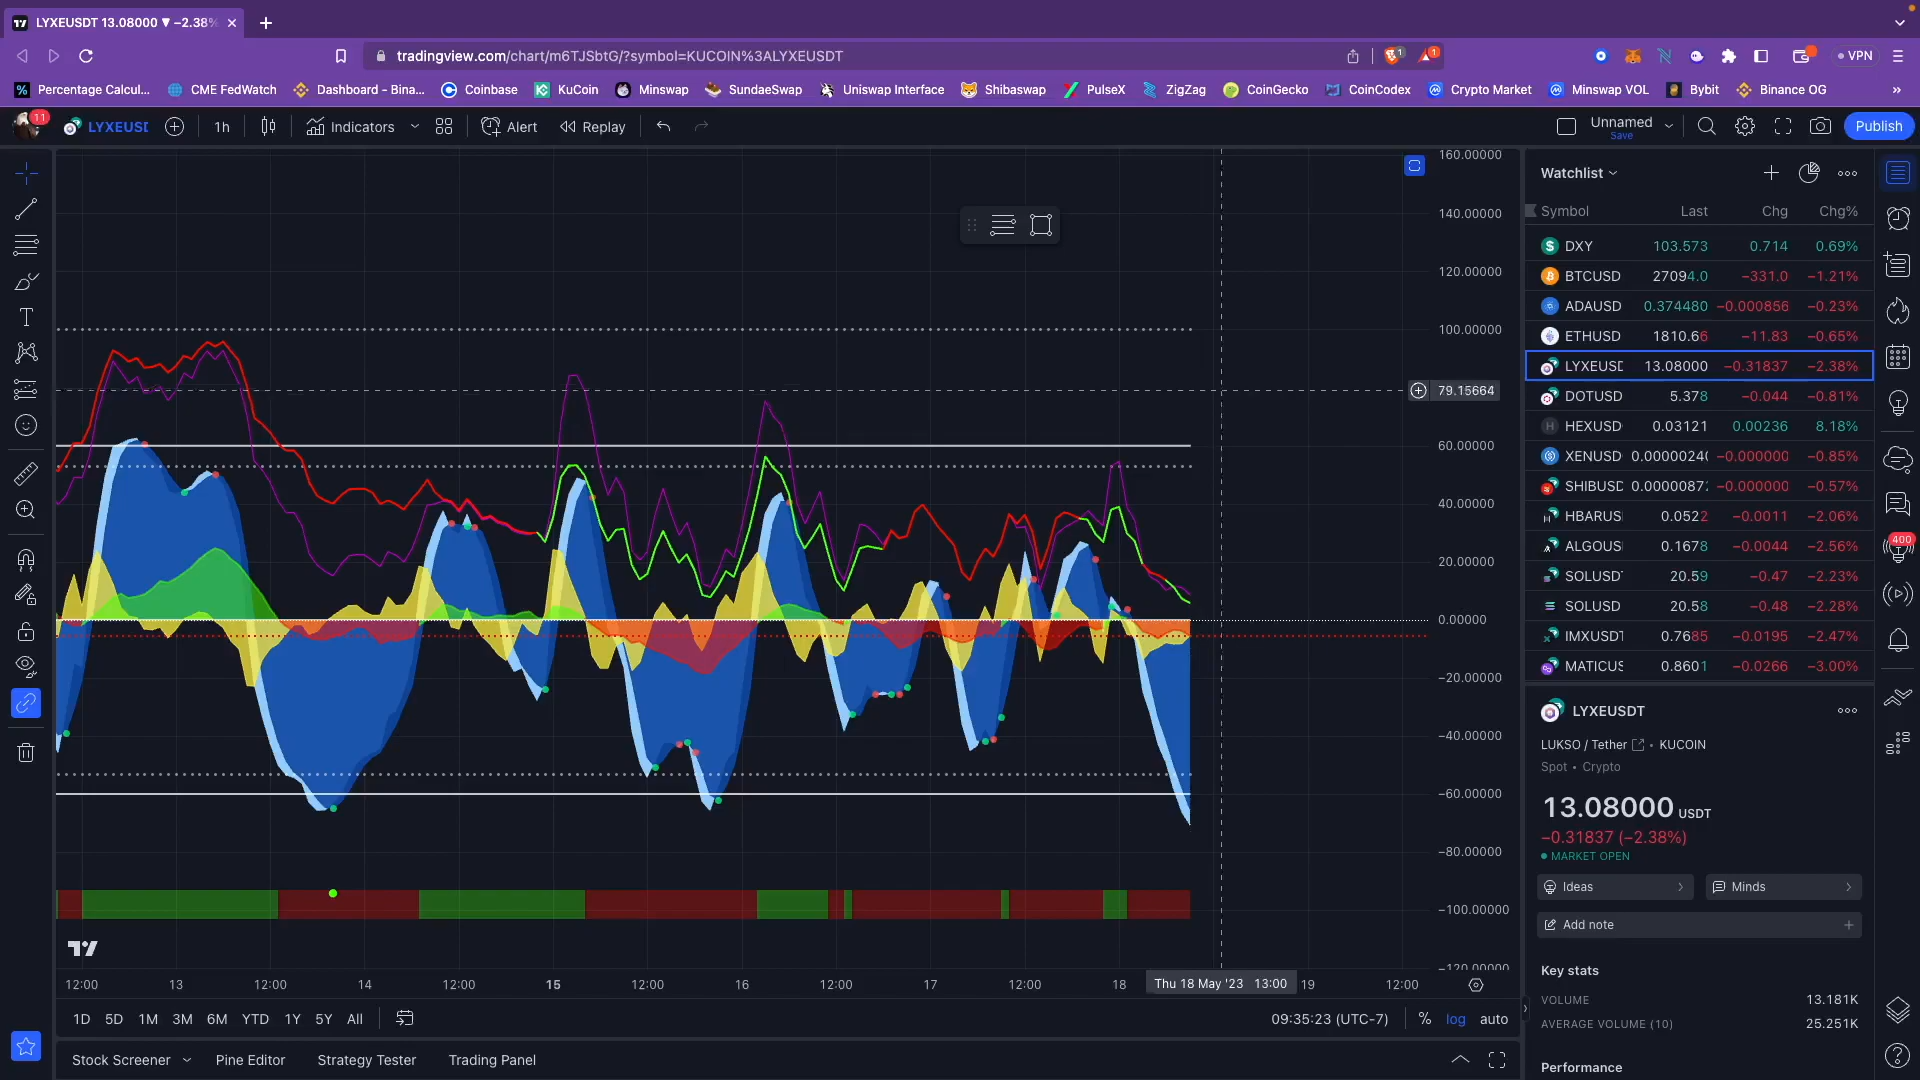 LYXEUSDT 13.08000 ▼ −2.38%
tradingview.com/chart/m6TJSbtG/?symbol=KUCOIN%3ALYXEUSDT
1
1
VPN
Percentage Calcul...
CME FedWatch
Dashboard - Bina...
Coinbase
KuCoin
Minswap
SundaeSwap
Uniswap Interface
Shibaswap
PulseX
ZigZag
CoinGecko
CoinCodex
Crypto Market
Minswap VOL
Bybit
Binance OG
»
11
LYXEUSI
1h
Indicators
Alert
Replay
Unnamed
Save
Publish
160.00000
140.00000
120.00000
100.00000
79.15664
60.00000
40.00000
20.00000
0.00000
−20.00000
−40.00000
−60.00000
−80.00000
−100.00000
−120.00000
12:00 13 12:00 14 12:00 15 12:00 16 12:00 17 12:00 18 Thu 18 May '23 13:00 19 12:00
1D 5D 1M 3M 6M YTD 1Y 5Y All
09:35:23 (UTC-7) % log auto
Stock Screener Pine Editor Strategy Tester Trading Panel
Watchlist
Symbol Last Chg Chg%
DXY 103.573 0.714 0.69%
BTCUSD 27094.0 −331.0 −1.21%
ADAUSD 0.374480 −0.000856 −0.23%
ETHUSD 1810.66 −11.83 −0.65%
LYXEUSD 13.08000 −0.31837 −2.38%
DOTUSD 5.378 −0.044 −0.81%
HEXUSD 0.03121 0.00236 8.18%
XENUSD 0.00000240 −0.000000 −0.85%
SHIBUSD 0.00000872 −0.000000 −0.57%
HBARUS 0.0522 −0.0011 −2.06%
ALGOUS 0.1678 −0.0044 −2.56%
SOLUSD 20.59 −0.47 −2.23%
SOLUSD 20.58 −0.48 −2.28%
IMXUSDT 0.7685 −0.0195 −2.47%
MATICUS 0.8601 −0.0266 −3.00%
400
LYXEUSDT
LUKSO / Tether • KUCOIN
Spot • Crypto
13.08000 USDT
−0.31837 (−2.38%)
MARKET OPEN
Ideas
Minds
Add note
Key stats
VOLUME 13.181K
AVERAGE VOLUME (10) 25.251K
Performance